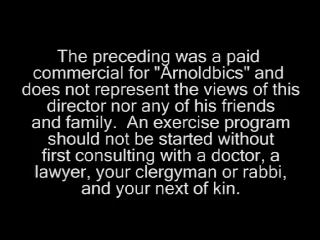 The preceding was a paid
commercial for "Arnoldbics" and
does not represent the views of this
director nor any of his friends
and family.  An exercise program
should not be started without
first consulting with a doctor, a
lawyer, your clergyman or rabbi,
and your next of kin.